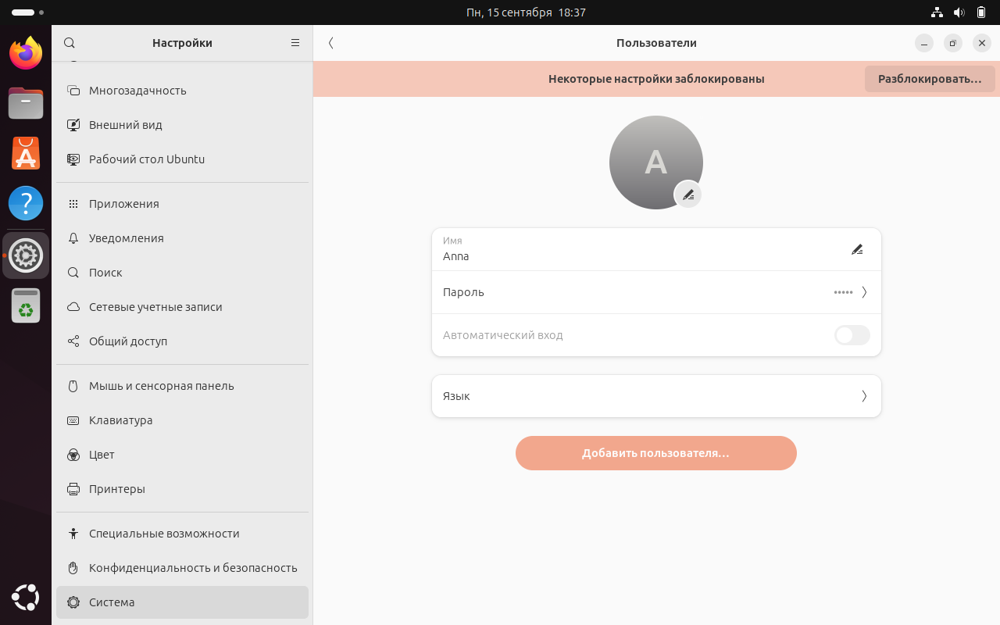 Пн, 15 сентября 18:37
Настройки
Пользователи
Некоторые настройки заблокированы
Разблокировать…
Многозадачность
Внешний вид
Рабочий стол Ubuntu
Приложения
Уведомления
Поиск
Сетевые учетные записи
Общий доступ
Мышь и сенсорная панель
Клавиатура
Цвет
Принтеры
Специальные возможности
Конфиденциальность и безопасность
Система
A
Имя
Anna
Пароль
•••••
Автоматический вход
Язык
Добавить пользователя…